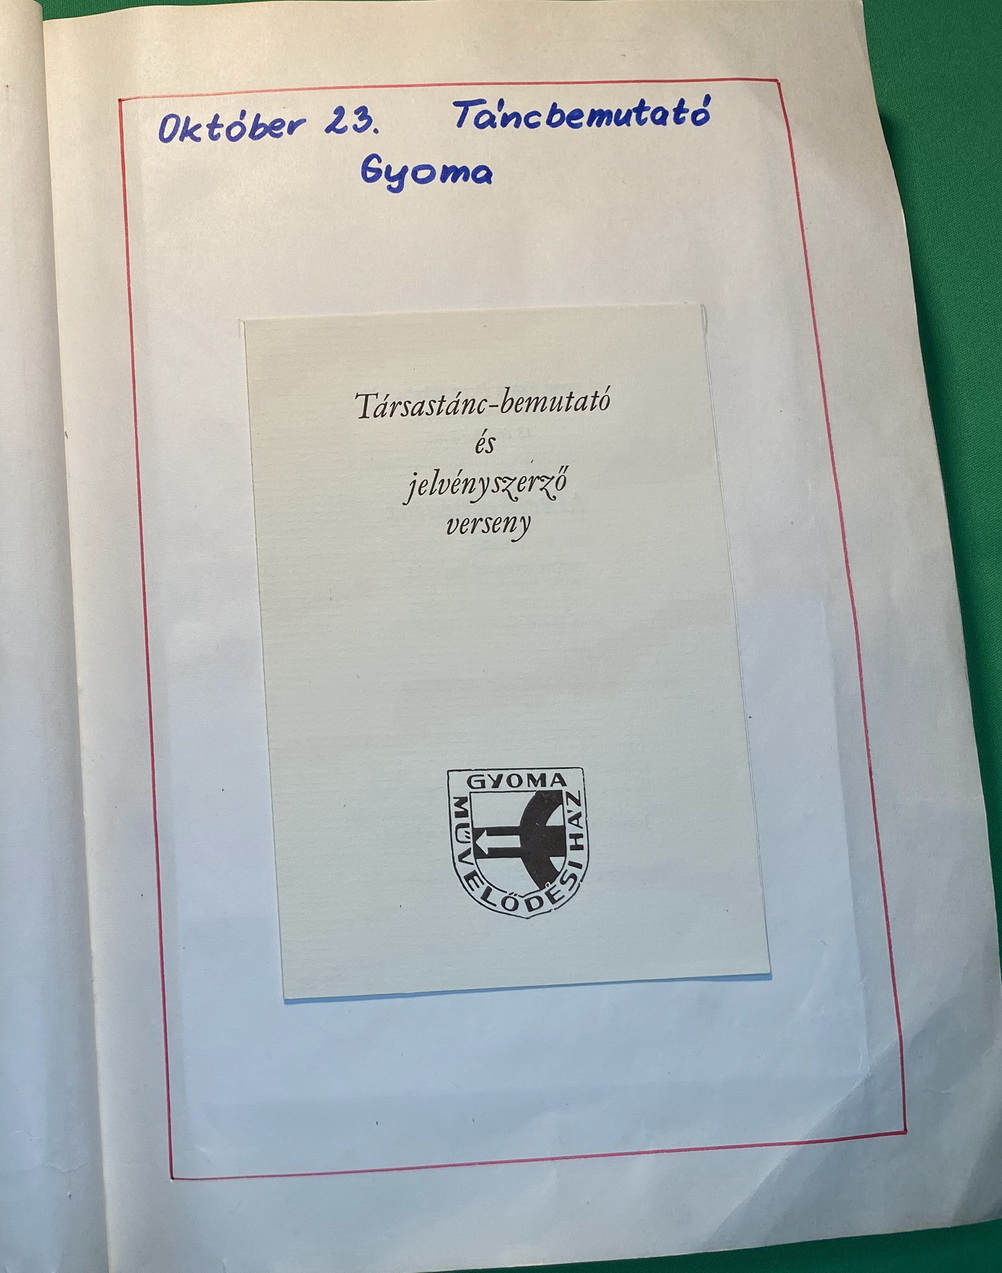 Október 23. Táncbemutató
Gyoma
Társastánc-bemutató
és
jelvényszerző
verseny
GYOMA
MŰVELŐDÉSI HÁZ